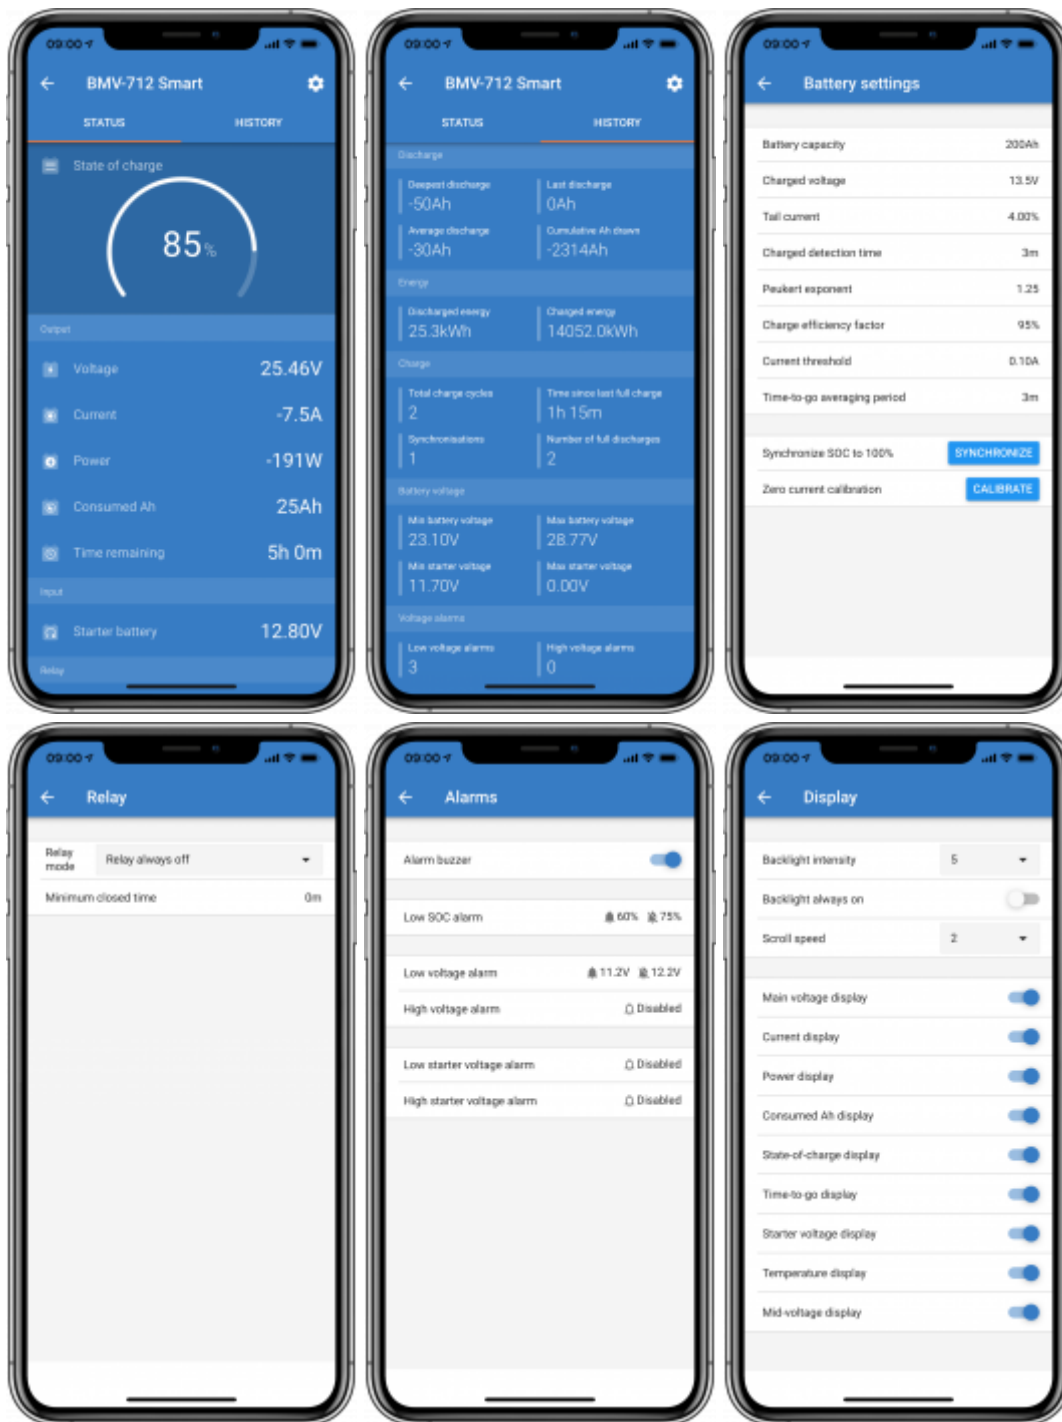 09:00
BMV-712 Smart
STATUS HISTORY
State of charge
85%
Output
Voltage 25.46V
Current -7.5A
Power -191W
Consumed Ah 25Ah
Time remaining 5h 0m
Input
Starter battery 12.80V
Relay
09:00
BMV-712 Smart
STATUS HISTORY
Discharge
Deepest discharge Last discharge
-50Ah 0Ah
Average discharge Cumulative Ah drawn
-30Ah -2314Ah
Energy
Discharged energy Charged energy
25.3kWh 14052.0kWh
Charge
Total charge cycles Time since last full charge
2 1h 15m
Synchronisations Number of full discharges
1 2
Battery voltage
Min battery voltage Max battery voltage
23.10V 28.77V
Min starter voltage Max starter voltage
11.70V 0.00V
Voltage alarms
Low voltage alarms High voltage alarms
3 0
09:00
Battery settings
Battery capacity 200Ah
Charged voltage 13.5V
Tail current 4.00%
Charged detection time 3m
Peukert exponent 1.25
Charge efficiency factor 95%
Current threshold 0.10A
Time-to-go averaging period 3m
Synchronize SOC to 100% SYNCHRONIZE
Zero current calibration CALIBRATE
09:00
Relay
Relay mode Relay always off
Minimum closed time 0m
09:00
Alarms
Alarm buzzer
Low SOC alarm 60% 75%
Low voltage alarm 11.2V 12.2V
High voltage alarm Disabled
Low starter voltage alarm Disabled
High starter voltage alarm Disabled
09:00
Display
Backlight intensity 5
Backlight always on
Scroll speed 2
Main voltage display
Current display
Power display
Consumed Ah display
State-of-charge display
Time-to-go display
Starter voltage display
Temperature display
Mid-voltage display